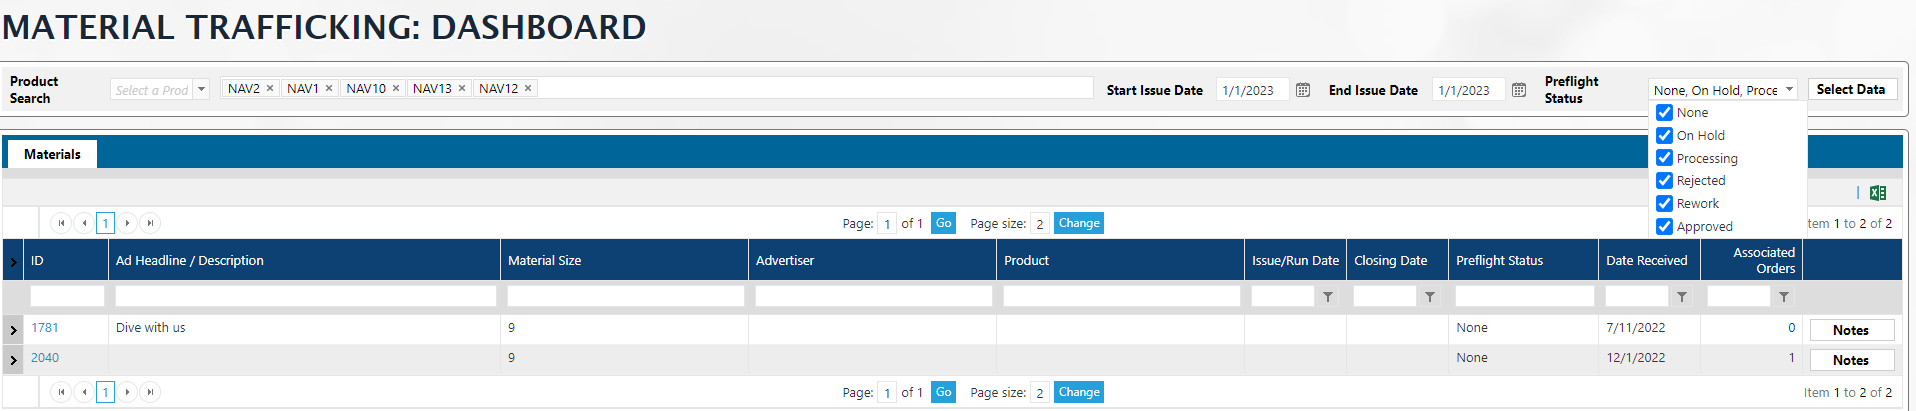 MATERIAL TRAFFICKING: DASHBOARD
Product Search
Select a Prod
NAV2 × NAV1 × NAV10 × NAV13 × NAV12 ×
Start Issue Date 1/1/2023
End Issue Date 1/1/2023
Preflight Status
None, On Hold, Proce
Select Data
None
On Hold
Processing
Rejected
Rework
Approved
Materials
1 Page: 1 of 1 Go Page size: 2 Change tem 1 to 2 of 2
ID Ad Headline / Description Material Size Advertiser Product Issue/Run Date Closing Date Preflight Status Date Received Associated Orders
1781 Dive with us 9 None 7/11/2022 0 Notes
2040 9 None 12/1/2022 1 Notes
1 Page: 1 of 1 Go Page size: 2 Change Item 1 to 2 of 2